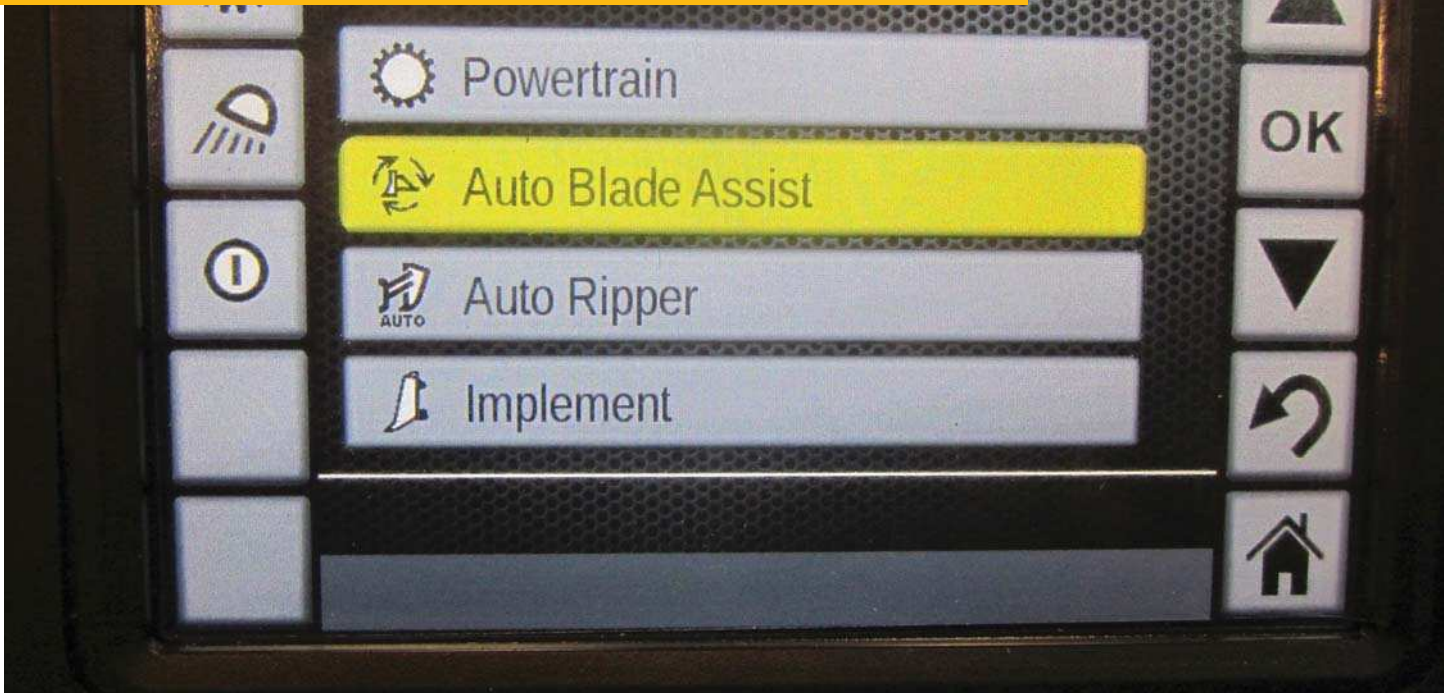 Powertrain
OK
Auto Blade Assist
AUTO
Auto Ripper
Implement